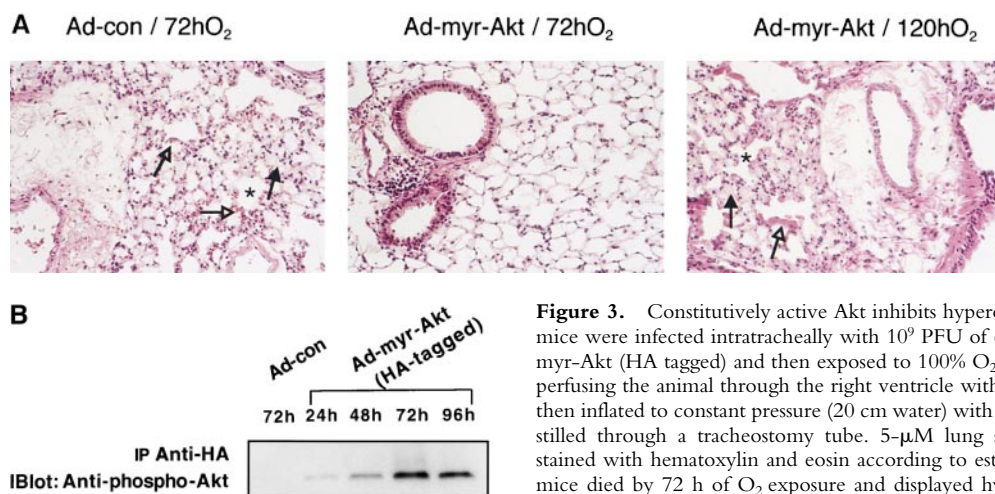 A
Ad-con / 72hO₂
Ad-myr-Akt / 72hO₂
Ad-myr-Akt / 120hO₂
*
*
B
Ad-con
Ad-myr-Akt
(HA-tagged)
72h 24h 48h 72h 96h
IP Anti-HA
IBlot: Anti-phospho-Akt
Figure 3. Constitutively active Akt inhibits hypero
mice were infected intratracheally with 10⁹ PFU of
myr-Akt (HA tagged) and then exposed to 100% O₂
perfusing the animal through the right ventricle with
then inflated to constant pressure (20 cm water) with
stilled through a tracheostomy tube. 5-μM lung s
stained with hematoxylin and eosin according to est
mice died by 72 h of O₂ exposure and displayed hy